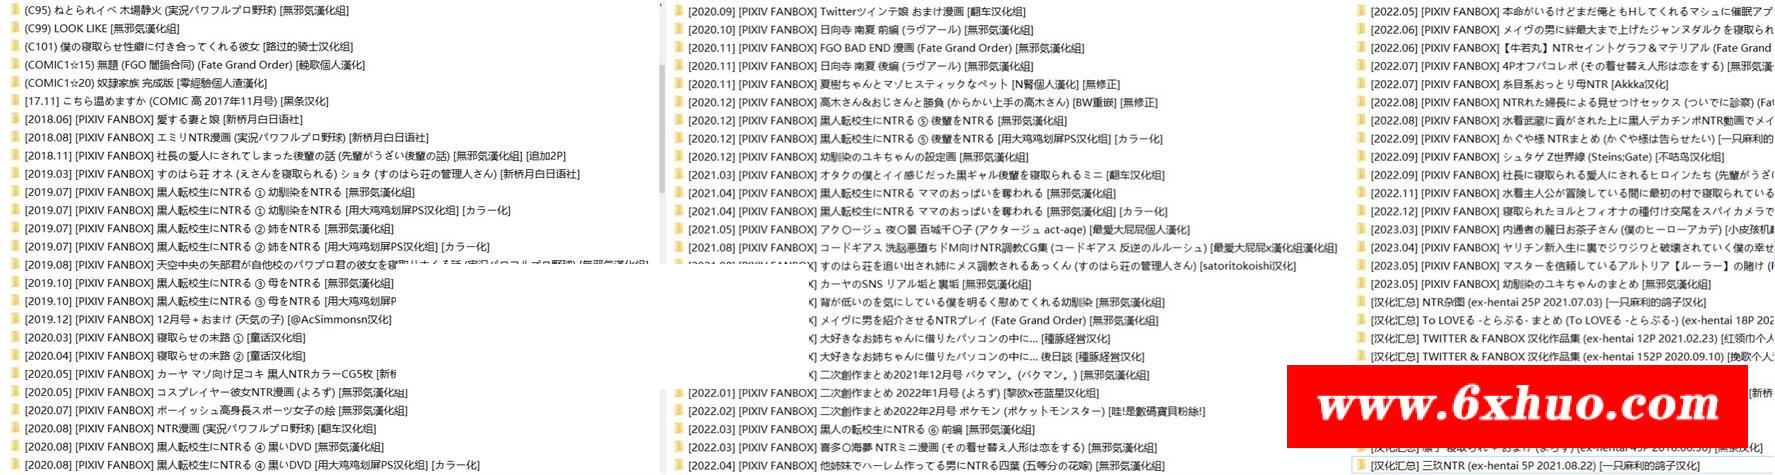 (C95) ねとられイベ 木場静火 (実況パワフルプロ野球) [無邪気漢化組]
(C99) LOOK LIKE [無邪気漢化組]
(C101) 僕の寝取らせ性癖に付き合ってくれる彼女 [路过的骑士汉化组]
(COMIC1☆15) 無題 (FGO 闇鍋合同) (Fate Grand Order) [輓歌個人漢化]
(COMIC1☆20) 奴隷家族 完成版 [零經驗個人渣漢化]
[17.11] こちら温めますか (COMIC 高 2017年11月号) [黑条汉化]
[2018.06] [PIXIV FANBOX] 愛する妻と娘 [新桥月白日语社]
[2018.08] [PIXIV FANBOX] エミリNTR漫画 (実況パワフルプロ野球) [新桥月白日语社]
[2018.11] [PIXIV FANBOX] 社長の愛人にされてしまった後輩の話 (先輩がうざい後輩の話) [無邪気漢化組] [追加2P]
[2019.03] [PIXIV FANBOX] すのはら荘 オネ (えさんを寝取られる) ショタ (すのはら荘の管理人さん) [新桥月白日语社]
[2019.07] [PIXIV FANBOX] 黒人転校生にNTRる ① 幼馴染をNTRる [無邪気漢化組]
[2019.07] [PIXIV FANBOX] 黒人転校生にNTRる ① 幼馴染をNTRる [用大鸡鸡划屏PS汉化组] [カラー化]
[2019.07] [PIXIV FANBOX] 黒人転校生にNTRる ② 姉をNTRる [無邪気漢化組]
[2019.07] [PIXIV FANBOX] 黒人転校生にNTRる ② 姉をNTRる [用大鸡鸡划屏PS汉化组] [カラー化]
[2019.08] [PIXIV FANBOX] 天空中央の矢部君が自他校のパワプロ君の彼女を寝取りまくる話 (実況パワフルプロ野球) [無邪気漢化組]
[2019.10] [PIXIV FANBOX] 黒人転校生にNTRる ③ 母をNTRる [無邪気漢化組]
[2019.10] [PIXIV FANBOX] 黒人転校生にNTRる ③ 母をNTRる [用大鸡鸡划屏P
[2019.12] [PIXIV FANBOX] 12月号+おまけ (天気の子) [@AcSimmonsn汉化]
[2020.03] [PIXIV FANBOX] 寝取らせの末路 ① [童话汉化组]
[2020.04] [PIXIV FANBOX] 寝取らせの末路 ② [童话汉化组]
[2020.05] [PIXIV FANBOX] カーヤ マゾ向け足コキ 黒人NTRカラーCG5枚 [新
[2020.05] [PIXIV FANBOX] コスプレイヤー彼女NTR漫画 (よろず) [無邪気漢化組]
[2020.07] [PIXIV FANBOX] ボーイッシュ高身長スポーツ女子の絵 [無邪気漢化組]
[2020.08] [PIXIV FANBOX] NTR漫画 (実況パワフルプロ野球) [翻车汉化组]
[2020.08] [PIXIV FANBOX] 黒人転校生にNTRる ④ 黒いDVD [無邪気漢化組]
[2020.08] [PIXIV FANBOX] 黒人転校生にNTRる ④ 黒いDVD [用大鸡鸡划屏PS汉化组] [カラー化]
[2020.09] [PIXIV FANBOX] Twitterツインテ娘 おまけ漫画 [翻车汉化组]
[2020.10] [PIXIV FANBOX] 日向寺 南夏 前編 (ラヴアール) [無邪気漢化組]
[2020.11] [PIXIV FANBOX] FGO BAD END 漫画 (Fate Grand Order) [無邪気漢化組]
[2020.11] [PIXIV FANBOX] 日向寺 南夏 後編 (ラヴアール) [無邪気漢化組]
[2020.11] [PIXIV FANBOX] 夏樹ちゃんとマゾヒスティックなペット [N腎個人漢化] [無修正]
[2020.12] [PIXIV FANBOX] 高木さん&おじさんと勝負 (からかい上手の高木さん) [BW重嵌] [無修正]
[2020.12] [PIXIV FANBOX] 黒人転校生にNTRる ⑤ 後輩をNTRる [無邪気漢化組]
[2020.12] [PIXIV FANBOX] 黒人転校生にNTRる ⑤ 後輩をNTRる [用大鸡鸡划屏PS汉化组] [カラー化]
[2020.12] [PIXIV FANBOX] 幼馴染のユキちゃんの設定画 [無邪気漢化組]
[2021.03] [PIXIV FANBOX] オタクの僕とイイ感じだった黒ギャル後輩を寝取られるミニ [翻车汉化组]
[2021.04] [PIXIV FANBOX] 黒人転校生にNTRる ママのおっぱいを奪われる [無邪気漢化組]
[2021.04] [PIXIV FANBOX] 黒人転校生にNTRる ママのおっぱいを奪われる [無邪気漢化組] [カラー化]
[2021.05] [PIXIV FANBOX] アク〇ージュ 夜〇景 百城千〇子 (アクタージュ act-age) [最愛大屁屁個人漢化]
[2021.08] [PIXIV FANBOX] コードギアス 洗脳悪堕ちドM向けNTR調教CG集 (コードギアス 反逆のルルーシュ) [最愛大屁屁x漢化組漢化組]
[2021.08] [PIXIV FANBOX] すのはら荘を追い出され姉にメス調教されるあっくん (すのはら荘の管理人さん) [satoritokoishi汉化]
X] カーヤのSNS リアル垢と裏垢 [無邪気漢化組]
X] 背が低いのを気にしている僕を明るく慰めてくれる幼馴染 [無邪気漢化組]
X] メイヴに男を紹介させるNTRプレイ (Fate Grand Order) [無邪気漢化組]
X] 大好きなお姉ちゃんに借りたパソコンの中に... [種豚経営汉化]
X] 大好きなお姉ちゃんに借りたパソコンの中に... 後日談 [種豚経営汉化]
X] 二次創作まとめ2021年12月号 バクマン。(バクマン。) [無邪気漢化組]
[2022.01] [PIXIV FANBOX] 二次創作まとめ 2022年1月号 (よろず) [黎欧x苍蓝星汉化组]
[2022.02] [PIXIV FANBOX] 二次創作まとめ2022年2月号 ポケモン (ポケットモンスター) [哇!是數碼寶貝粉絲!]
[2022.03] [PIXIV FANBOX] 黒人の転校生にNTRる ⑥ 前編 [無邪気漢化組]
[2022.03] [PIXIV FANBOX] 喜多〇海夢 NTRミニ漫画 (その着せ替え人形は恋をする) [無邪気漢化組]
[2022.04] [PIXIV FANBOX] 他姉妹でハーレム作ってる男にNTRる四葉 (五等分の花嫁) [無邪気漢化組]
[2022.05] [PIXIV FANBOX] 本命がいるけどまだ俺ともHしてくれるマシュに催眠アプ
[2022.06] [PIXIV FANBOX] メイヴの男に絆最大まで上げたジャンヌダルクを寝取られ
[2022.06] [PIXIV FANBOX] 【牛若丸】NTRセイントグラフ&マテリアル (Fate Grand
[2022.07] [PIXIV FANBOX] 4Pオフパコレポ (その着せ替え人形は恋をする) [無邪気漢
[2022.07] [PIXIV FANBOX] 糸目系おっとり母NTR [Akkka汉化]
[2022.08] [PIXIV FANBOX] NTRれた婦長による見せつけセックス (ついでに診察) (Fat
[2022.08] [PIXIV FANBOX] 水着武蔵に貢がされた上に黒人デカチンポNTR動画でメイ
[2022.09] [PIXIV FANBOX] かぐや様 NTRまとめ (かぐや様は告らせたい) [一只麻利的
[2022.09] [PIXIV FANBOX] シュタゲ Z世界線 (Steins;Gate) [不咕鸟汉化组]
[2022.09] [PIXIV FANBOX] 社長に寝取られる愛人にされるヒロインたち (先輩がうざい
[2022.11] [PIXIV FANBOX] 水着主人公が冒険している間に最初の村で寝取られている
[2022.12] [PIXIV FANBOX] 寝取られたヨルとフィオナの種付け交尾をスパイカメラで
[2023.03] [PIXIV FANBOX] 内通者の麗日お茶子さん (僕のヒーローアカデミア) [小皮孩机
[2023.04] [PIXIV FANBOX] ヤリチン新入生に裏でジワジワと破壊されていく僕の幸せ
[2023.05] [PIXIV FANBOX] マスターを信頼しているアルトリア【ルーラー】の賭け (F
[2023.05] [PIXIV FANBOX] 幼馴染のユキちゃんのまとめ [無邪気漢化組]
[汉化汇总] NTR杂图 (ex-hentai 25P 2021.07.03) [一只麻利的鸽子汉化]
[汉化汇总] To LOVEる -とらぶる- まとめ (To LOVEる -とらぶる-) (ex-hentai 18P 202
[汉化汇总] TWITTER & FANBOX 汉化作品集 (ex-hentai 12P 2021.02.23) [红领巾个人
[汉化汇总] TWITTER & FANBOX 汉化作品集 (ex-hentai 152P 2020.09.10) [挽歌个人
www.6xhuo.com
[汉化汇总] 三玖NTR (ex-hentai 5P 2021.08.22) [一只麻利的鸽子汉化]